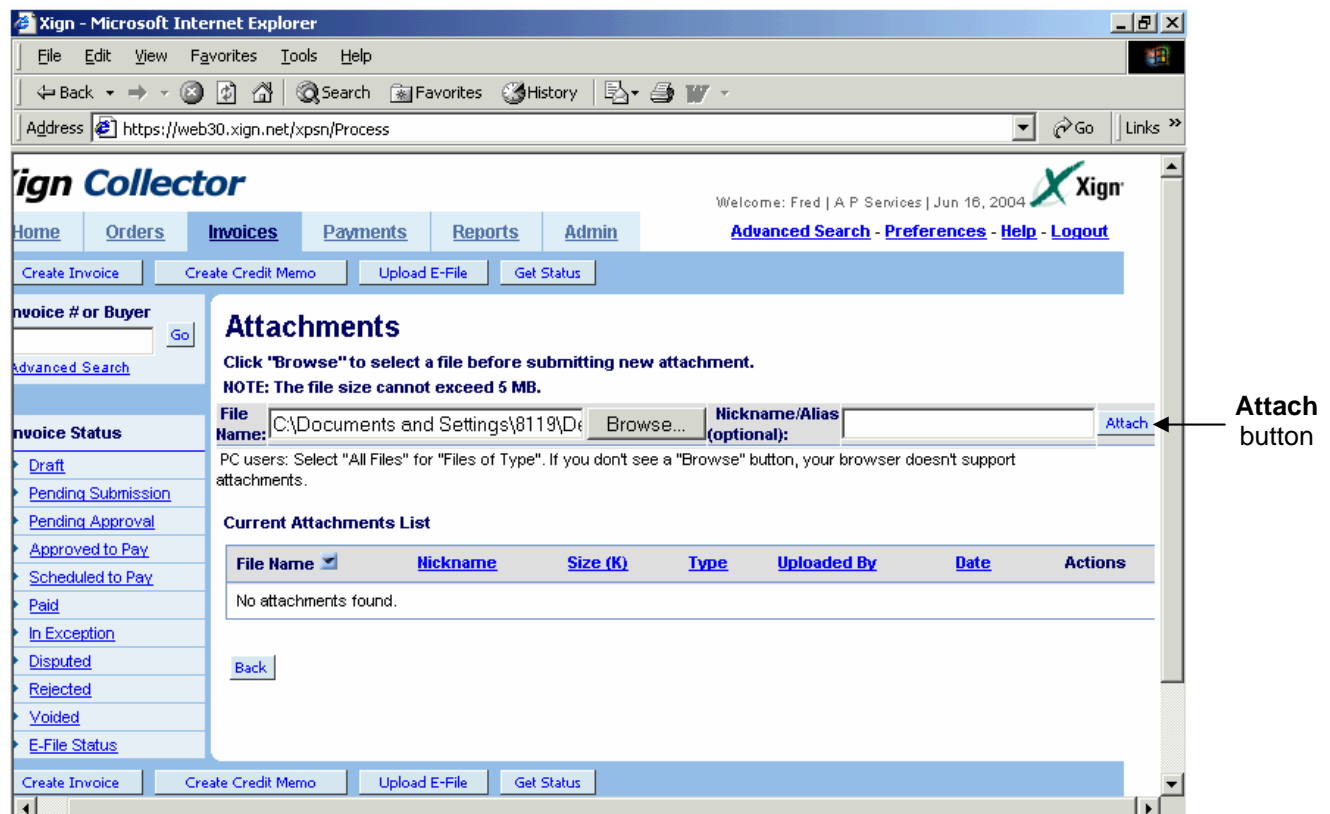 Xign - Microsoft Internet Explorer
File Edit View Favorites Tools Help
Back Search Favorites History
Address https://web30.xign.net/xpsn/Process Go Links »
ign Collector
Welcome: Fred | A P Services | Jun 16, 2004 Xign
Home Orders Invoices Payments Reports Admin Advanced Search - Preferences - Help - Logout
Create Invoice Create Credit Memo Upload E-File Get Status
nvoice # or Buyer
Go
Advanced Search
Attachments
Click "Browse" to select a file before submitting new attachment.
NOTE: The file size cannot exceed 5 MB.
File Name: C:\Documents and Settings\8119\De Browse... Nickname/Alias (optional): Attach
Attach
button
PC users: Select "All Files" for "Files of Type". If you don't see a "Browse" button, your browser doesn't support
attachments.
nvoice Status
Draft
Pending Submission
Pending Approval
Approved to Pay
Scheduled to Pay
Paid
In Exception
Disputed
Rejected
Voided
E-File Status
Current Attachments List
File Name Nickname Size (K) Type Uploaded By Date Actions
No attachments found.
Back
Create Invoice Create Credit Memo Upload E-File Get Status